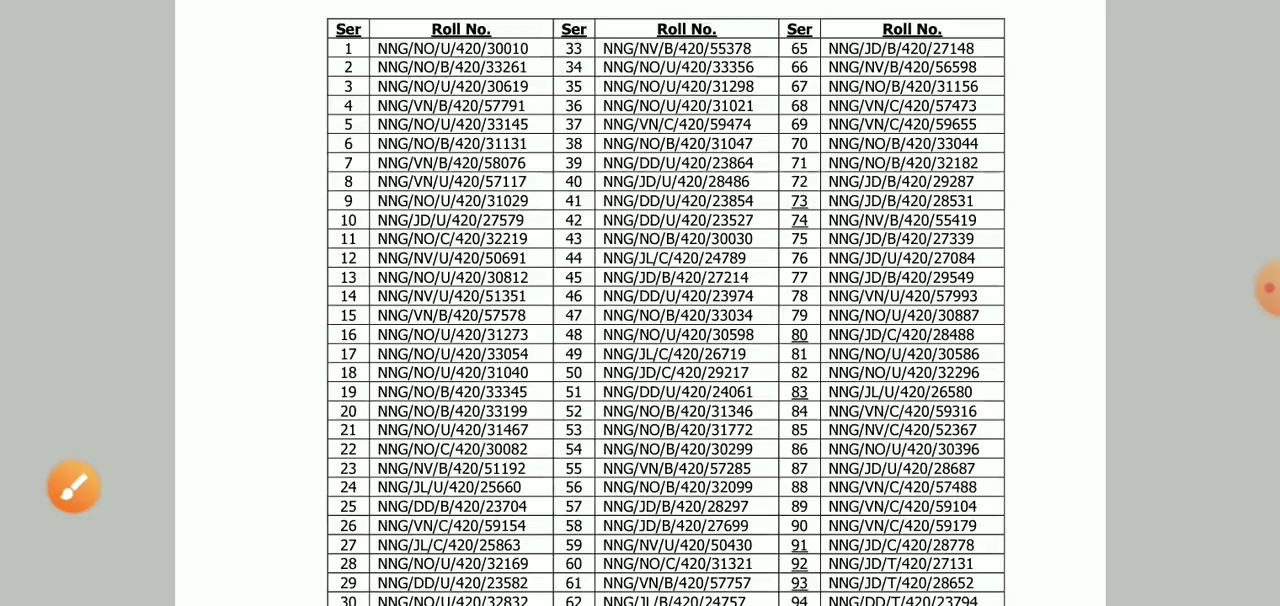 Ser Roll No. Ser Roll No. Ser Roll No.
1 NNG/NO/U/420/30010 33 NNG/NV/B/420/55378 65 NNG/JD/B/420/27148
2 NNG/NO/B/420/33261 34 NNG/NO/U/420/33356 66 NNG/NV/B/420/56598
3 NNG/NO/U/420/30619 35 NNG/NO/U/420/31298 67 NNG/NO/B/420/31156
4 NNG/VN/B/420/57791 36 NNG/NO/U/420/31021 68 NNG/VN/C/420/57473
5 NNG/NO/U/420/33145 37 NNG/VN/C/420/59474 69 NNG/VN/C/420/59655
6 NNG/NO/B/420/31131 38 NNG/NO/B/420/31047 70 NNG/NO/B/420/33044
7 NNG/VN/B/420/58076 39 NNG/DD/U/420/23864 71 NNG/NO/B/420/32182
8 NNG/VN/U/420/57117 40 NNG/JD/U/420/28486 72 NNG/JD/B/420/29287
9 NNG/NO/U/420/31029 41 NNG/DD/U/420/23854 73 NNG/JD/B/420/28531
10 NNG/JD/U/420/27579 42 NNG/DD/U/420/23527 74 NNG/NV/B/420/55419
11 NNG/NO/C/420/32219 43 NNG/NO/B/420/30030 75 NNG/JD/B/420/27339
12 NNG/NV/U/420/50691 44 NNG/JL/C/420/24789 76 NNG/JD/U/420/27084
13 NNG/NO/U/420/30812 45 NNG/JD/B/420/27214 77 NNG/JD/B/420/29549
14 NNG/NV/U/420/51351 46 NNG/DD/U/420/23974 78 NNG/VN/U/420/57993
15 NNG/VN/B/420/57578 47 NNG/NO/B/420/33034 79 NNG/NO/U/420/30887
16 NNG/NO/U/420/31273 48 NNG/NO/U/420/30598 80 NNG/JD/C/420/28488
17 NNG/NO/U/420/33054 49 NNG/JL/C/420/26719 81 NNG/NO/U/420/30586
18 NNG/NO/U/420/31040 50 NNG/JD/C/420/29217 82 NNG/NO/U/420/32296
19 NNG/NO/B/420/33345 51 NNG/DD/U/420/24061 83 NNG/JL/U/420/26580
20 NNG/NO/B/420/33199 52 NNG/NO/B/420/31346 84 NNG/VN/C/420/59316
21 NNG/NO/U/420/31467 53 NNG/NO/B/420/31772 85 NNG/NV/C/420/52367
22 NNG/NO/C/420/30082 54 NNG/NO/B/420/30299 86 NNG/NO/U/420/30396
23 NNG/NV/B/420/51192 55 NNG/VN/B/420/57285 87 NNG/JD/U/420/28687
24 NNG/JL/U/420/25660 56 NNG/NO/B/420/32099 88 NNG/VN/C/420/57488
25 NNG/DD/B/420/23704 57 NNG/JD/B/420/28297 89 NNG/VN/C/420/59104
26 NNG/VN/C/420/59154 58 NNG/JD/B/420/27699 90 NNG/VN/C/420/59179
27 NNG/JL/C/420/25863 59 NNG/NV/U/420/50430 91 NNG/JD/C/420/28778
28 NNG/NO/U/420/32169 60 NNG/NO/C/420/31321 92 NNG/JD/T/420/27131
29 NNG/DD/U/420/23582 61 NNG/VN/B/420/57757 93 NNG/JD/T/420/28652
30 NNG/NO/U/420/32832 62 NNG/JL/B/420/24757 94 NNG/DD/T/420/23794